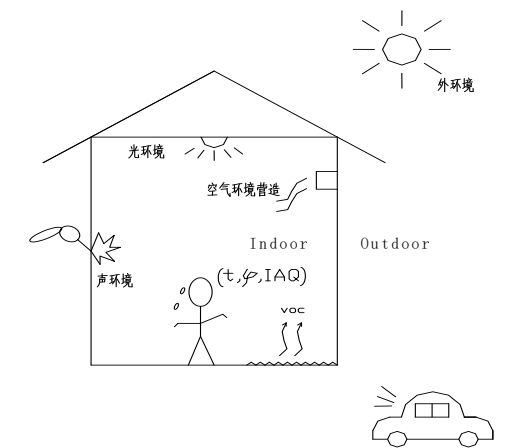 外环境
光环境
空气环境营造
Indoor Outdoor
声环境
(t,φ,IAQ)
VOC